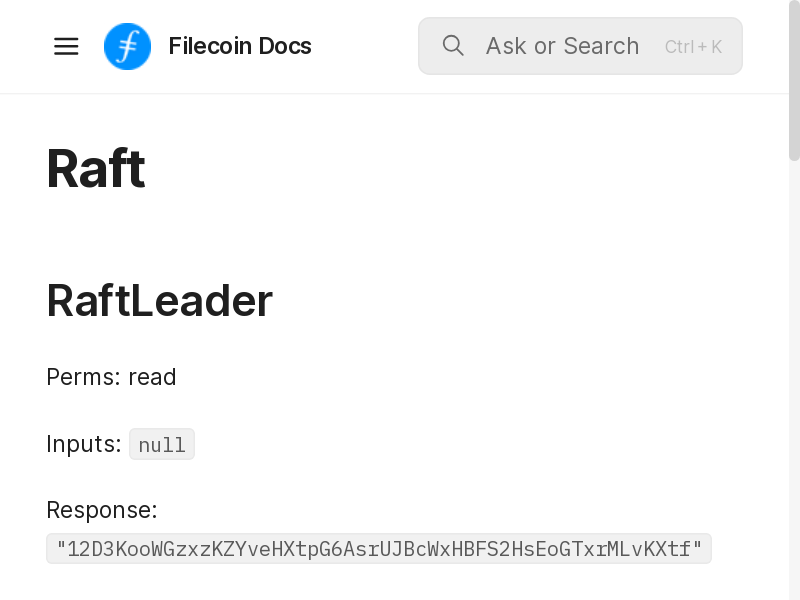 Filecoin Docs
Ask or Search Ctrl+K
Raft
RaftLeader
Perms: read
Inputs: null
Response:
"12D3KooWGzxzKZYveHXtpG6AsrUJBcWxHBFS2HsEoGTxrMLvKXtf"